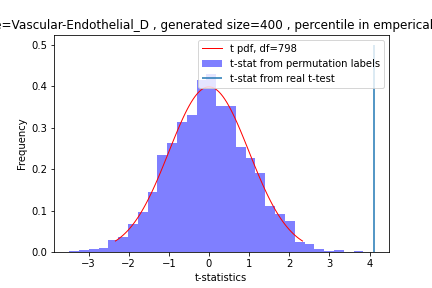 =Vascular-Endothelial_D , generated size=400 , percentile in emperical
t pdf, df=798
t-stat from permutation labels
t-stat from real t-test
0.5
0.4
0.3
0.2
0.1
0.0
Frequency
−3 −2 −1 0 1 2 3 4
t-statistics